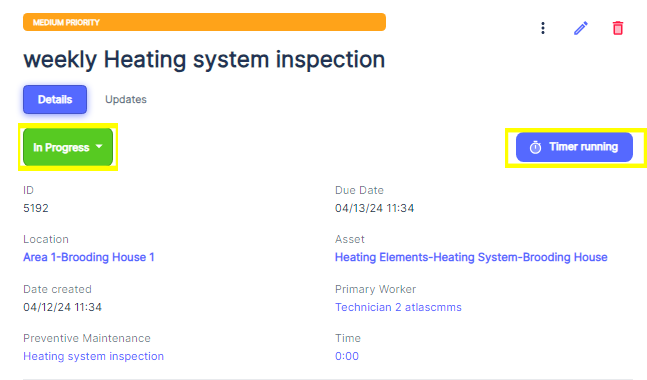 MEDIUM PRIORITY
weekly Heating system inspection
Details
Updates
In Progress
Timer running
ID
Due Date
5192
04/13/24 11:34
Location
Asset
Area 1-Brooding House 1
Heating Elements-Heating System-Brooding House
Date created
Primary Worker
04/12/24 11:34
Technician 2 atlascmms
Preventive Maintenance
Time
Heating system inspection
0:00